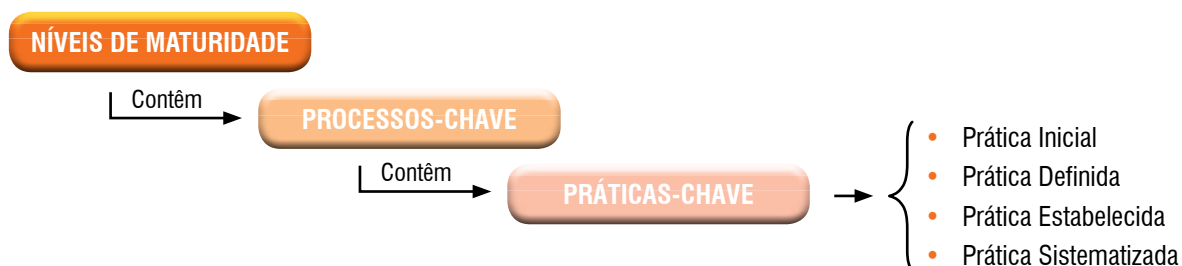 NÍVEIS DE MATURIDADE
Contêm
PROCESSOS-CHAVE
Contêm
PRÁTICAS-CHAVE
• Prática Inicial
• Prática Definida
• Prática Estabelecida
• Prática Sistematizada